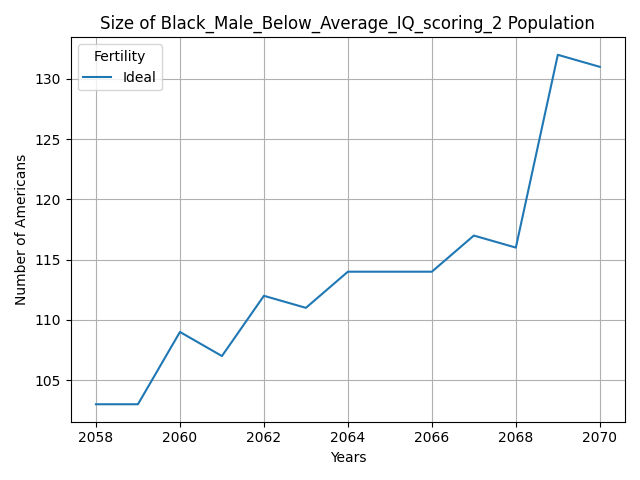 Size of Black_Male_Below_Average_IQ_scoring_2 Population
Fertility
Ideal
Number of Americans
130
125
120
115
110
105
2058 2060 2062 2064 2066 2068 2070
Years